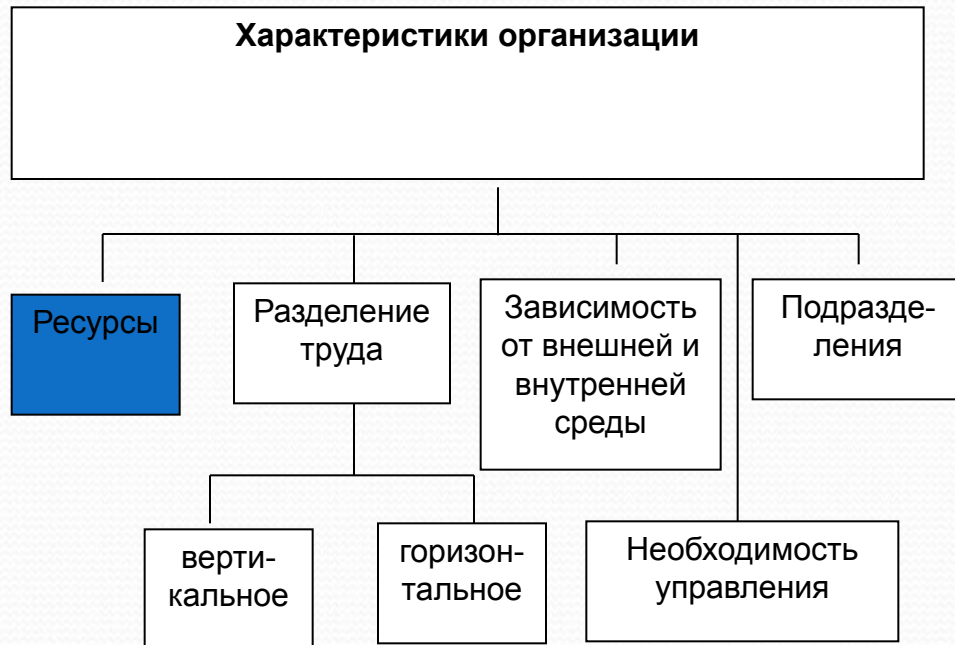 Характеристики организации
Ресурсы
Разделение
труда
Зависимость
от внешней и
внутренней
среды
Подразде-
ления
верти-
кальное
горизон-
тальное
Необходимость
управления